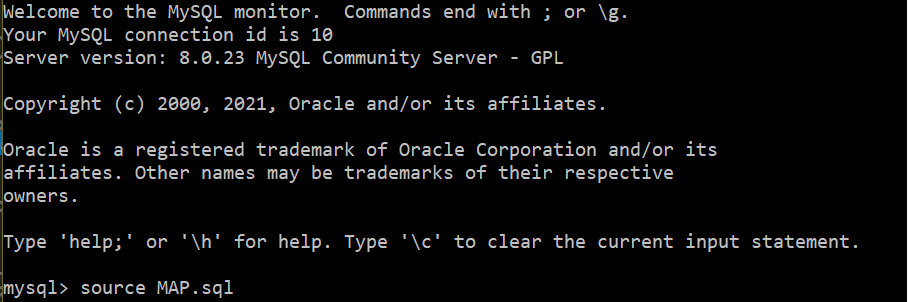 Welcome to the MySQL monitor.  Commands end with ; or \g.
Your MySQL connection id is 10
Server version: 8.0.23 MySQL Community Server - GPL
Copyright (c) 2000, 2021, Oracle and/or its affiliates.
Oracle is a registered trademark of Oracle Corporation and/or its
affiliates. Other names may be trademarks of their respective
owners.
Type 'help;' or '\h' for help. Type '\c' to clear the current input statement.
mysql> source MAP.sql